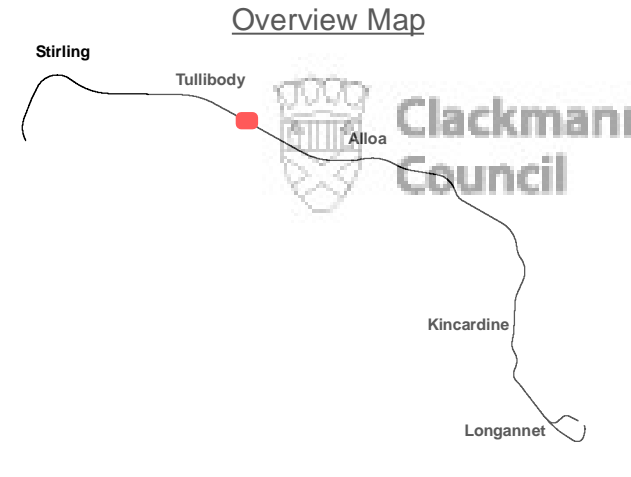 Overview Map
Stirling
Tullibody
Alloa
Clackmann
Council
Kincardine
Longannet